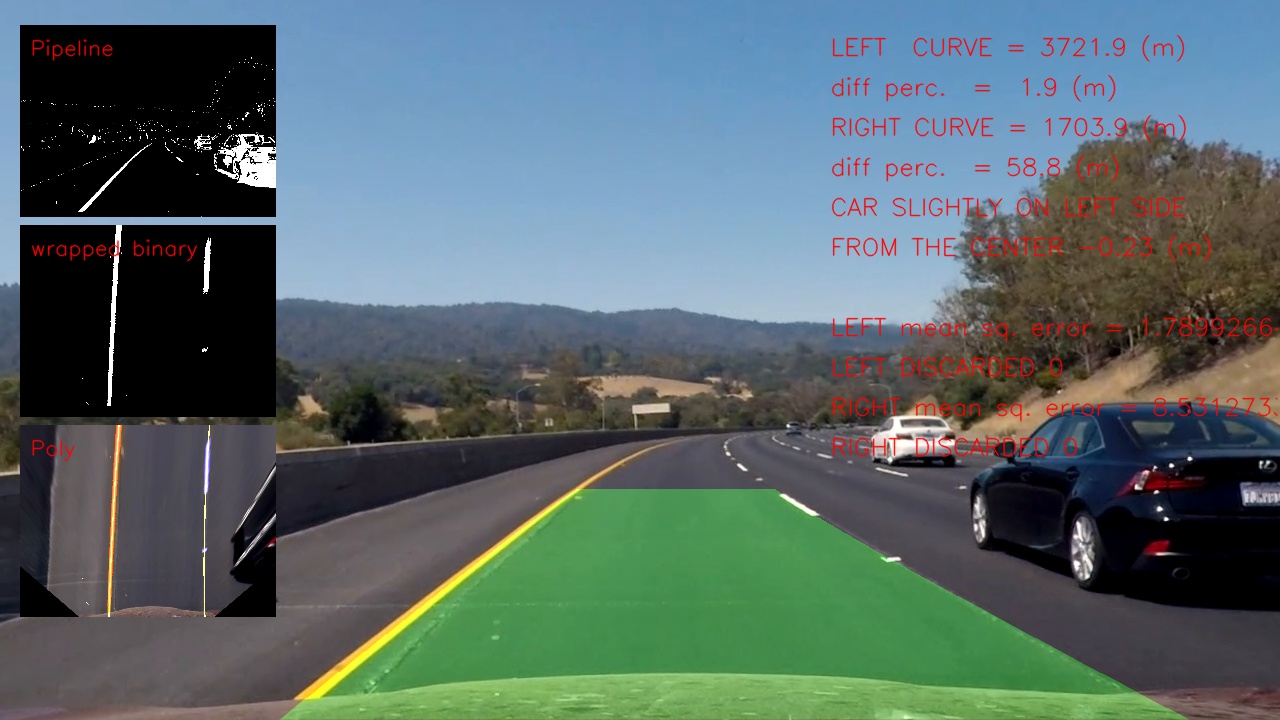 Pipeline
wrapped binary
Poly
LEFT CURVE = 3721.9 (m)
diff perc. = 1.9 (m)
RIGHT CURVE = 1703.9 (m)
diff perc. = 58.8 (m)
CAR SLIGHTLY ON LEFT SIDE
FROM THE CENTER -0.23 (m)
LEFT mean sq. error = 1.7899266
LEFT DISCARDED 0
RIGHT mean sq. error = 8.531273
RIGHT DISCARDED 0